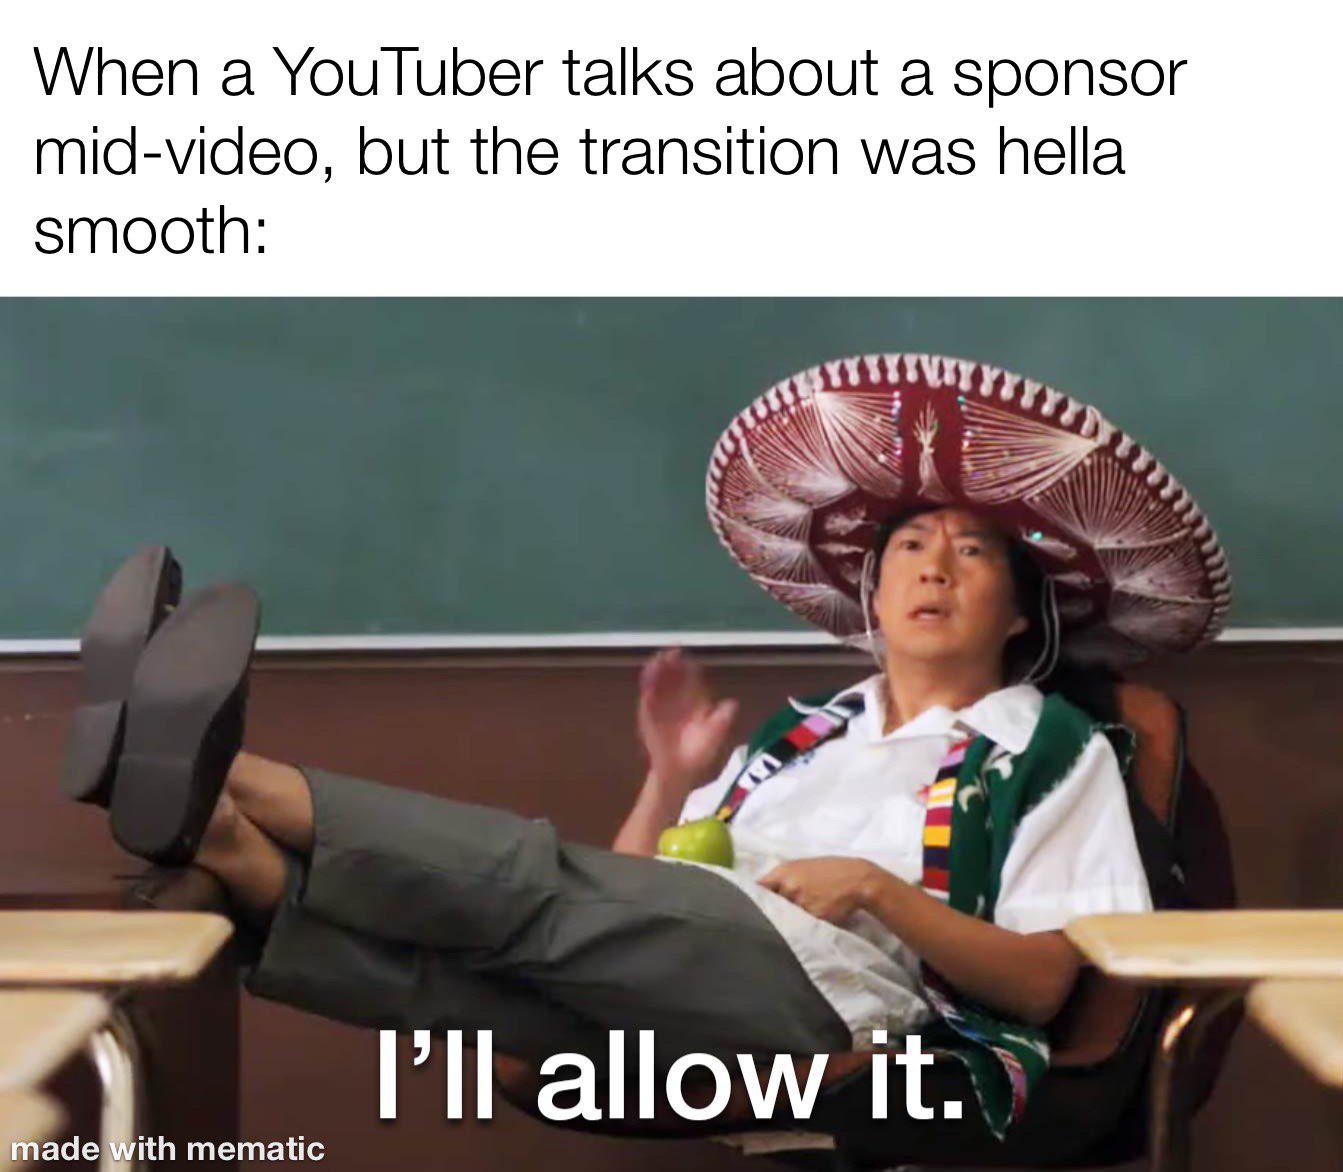 When a YouTuber talks about a sponsor
mid-video, but the transition was hella
smooth:
I’ll allow it.
made with mematic